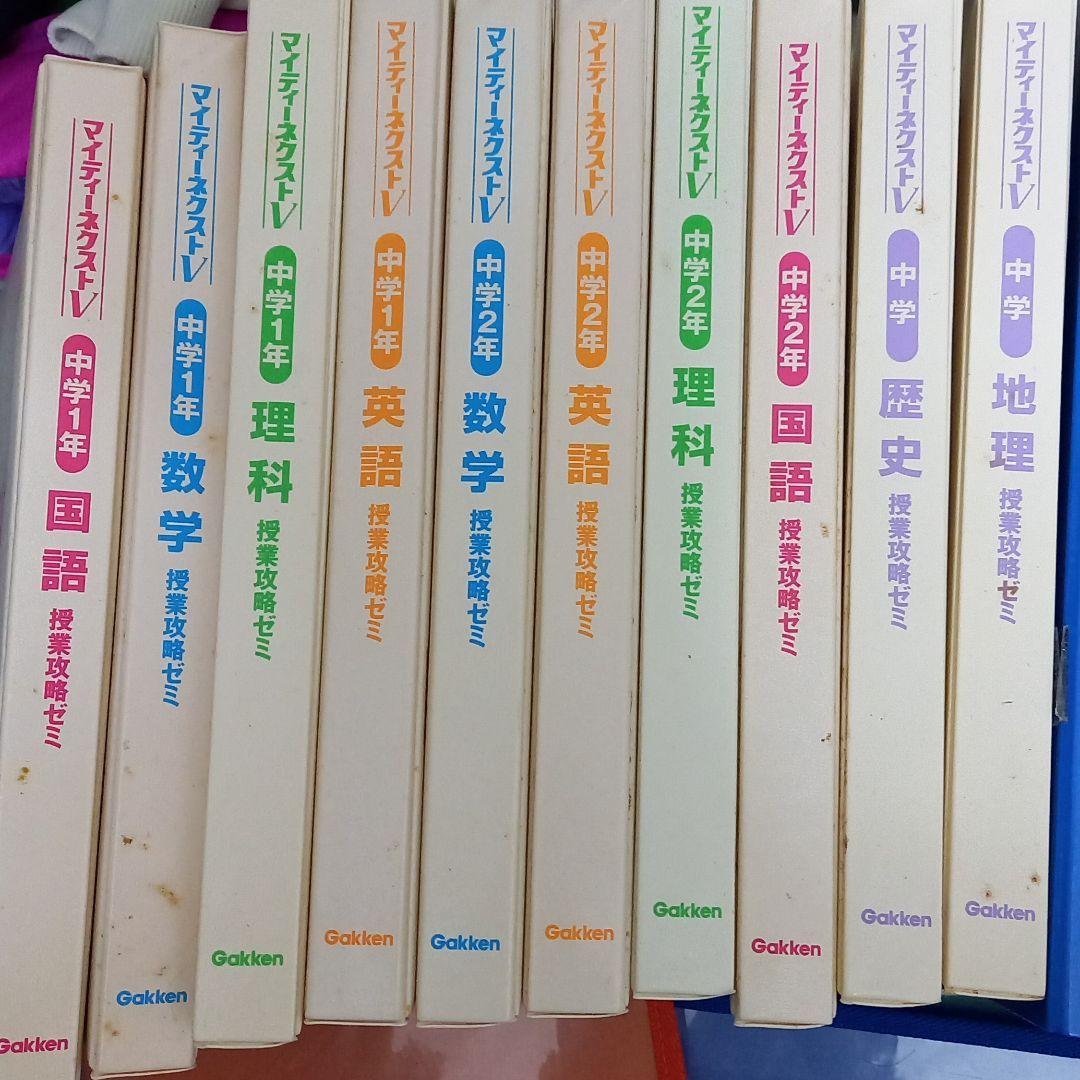 マイティーネクストV
中学1年
国語
授業攻略ゼミ
Gakken
マイティーネクストV
中学1年
数学
授業攻略ゼミ
Gakken
マイティーネクストV
中学1年
理科
授業攻略ゼミ
Gakken
マイティーネクストV
中学1年
英語
授業攻略ゼミ
Gakken
マイティーネクストV
中学2年
数学
授業攻略ゼミ
Gakken
マイティーネクストV
中学2年
英語
授業攻略ゼミ
Gakken
マイティーネクストV
中学2年
理科
授業攻略ゼミ
Gakken
マイティーネクストV
中学2年
国語
授業攻略ゼミ
Gakken
マイティーネクストV
中学
歴史
授業攻略ゼミ
Gakken
マイティーネクストV
中学
地理
授業攻略ゼミ
Gakken